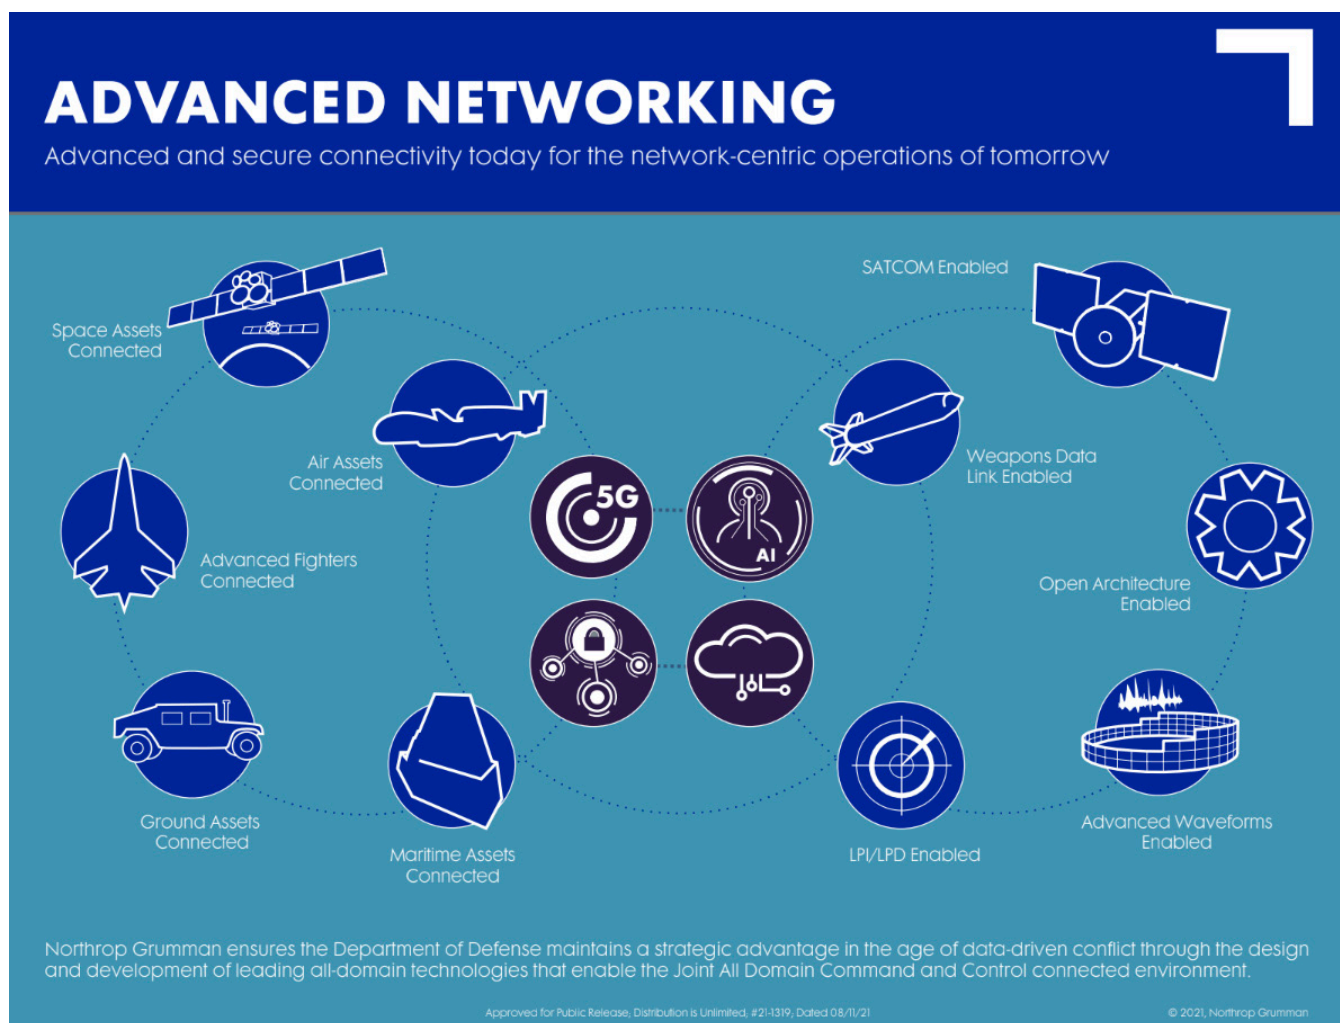 ADVANCED NETWORKING
Advanced and secure connectivity today for the network-centric operations of tomorrow
Space Assets
Connected
SATCOM Enabled
Air Assets
Connected
Weapons Data
Link Enabled
5G
AI
Advanced Fighters
Connected
Open Architecture
Enabled
Ground Assets
Connected
Maritime Assets
Connected
LPI/LPD Enabled
Advanced Waveforms
Enabled
Northrop Grumman ensures the Department of Defense maintains a strategic advantage in the age of data-driven conflict through the design
and development of leading all-domain technologies that enable the Joint All Domain Command and Control connected environment.
Approved for Public Release; Distribution is Unlimited, #21-1319, Dated 08/11/21
© 2021, Northrop Grumman